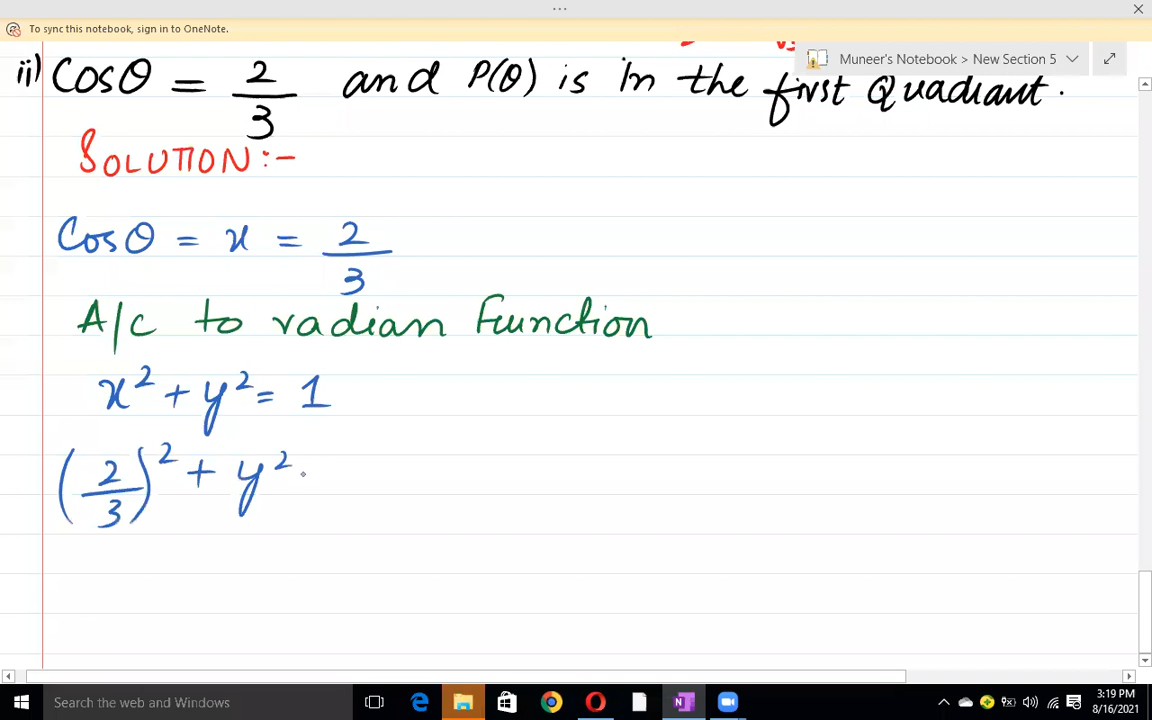 To sync this notebook, sign in to OneNote.
Muneer's Notebook > New Section 5
ii) Cosθ = 2/3 and P(θ) is in the first Quadrant.
SOLUTION:-
Cosθ = x = 2/3
A/c to radian Function
x² + y² = 1
(2/3)² + y²
Search the web and Windows
3:19 PM
8/16/2021